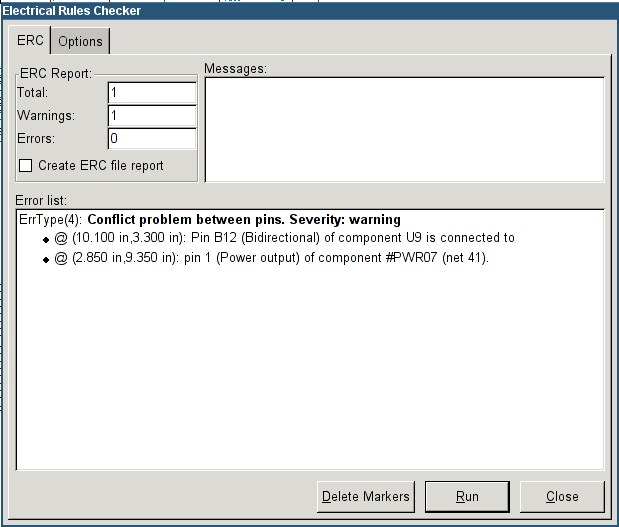 Electrical Rules Checker
ERC Options
ERC Report:
Total: 1
Warnings: 1
Errors: 0
Create ERC file report
Messages:
Error list:
ErrType(4): Conflict problem between pins. Severity: warning
@ (10.100 in,3.300 in): Pin B12 (Bidirectional) of component U9 is connected to
@ (2.850 in,9.350 in): pin 1 (Power output) of component #PWR07 (net 41).
Delete Markers Run Close